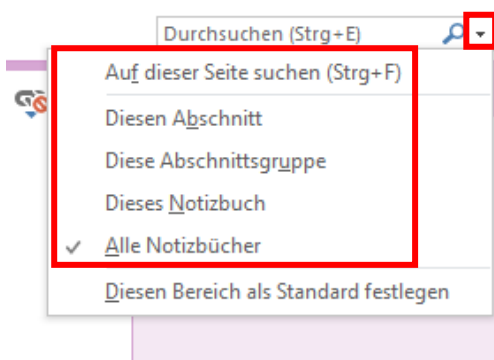 Durchsuchen (Strg+E)
Auf dieser Seite suchen (Strg+F)
Diesen Abschnitt
Diese Abschnittsgruppe
Dieses Notizbuch
Alle Notizbücher
Diesen Bereich als Standard festlegen